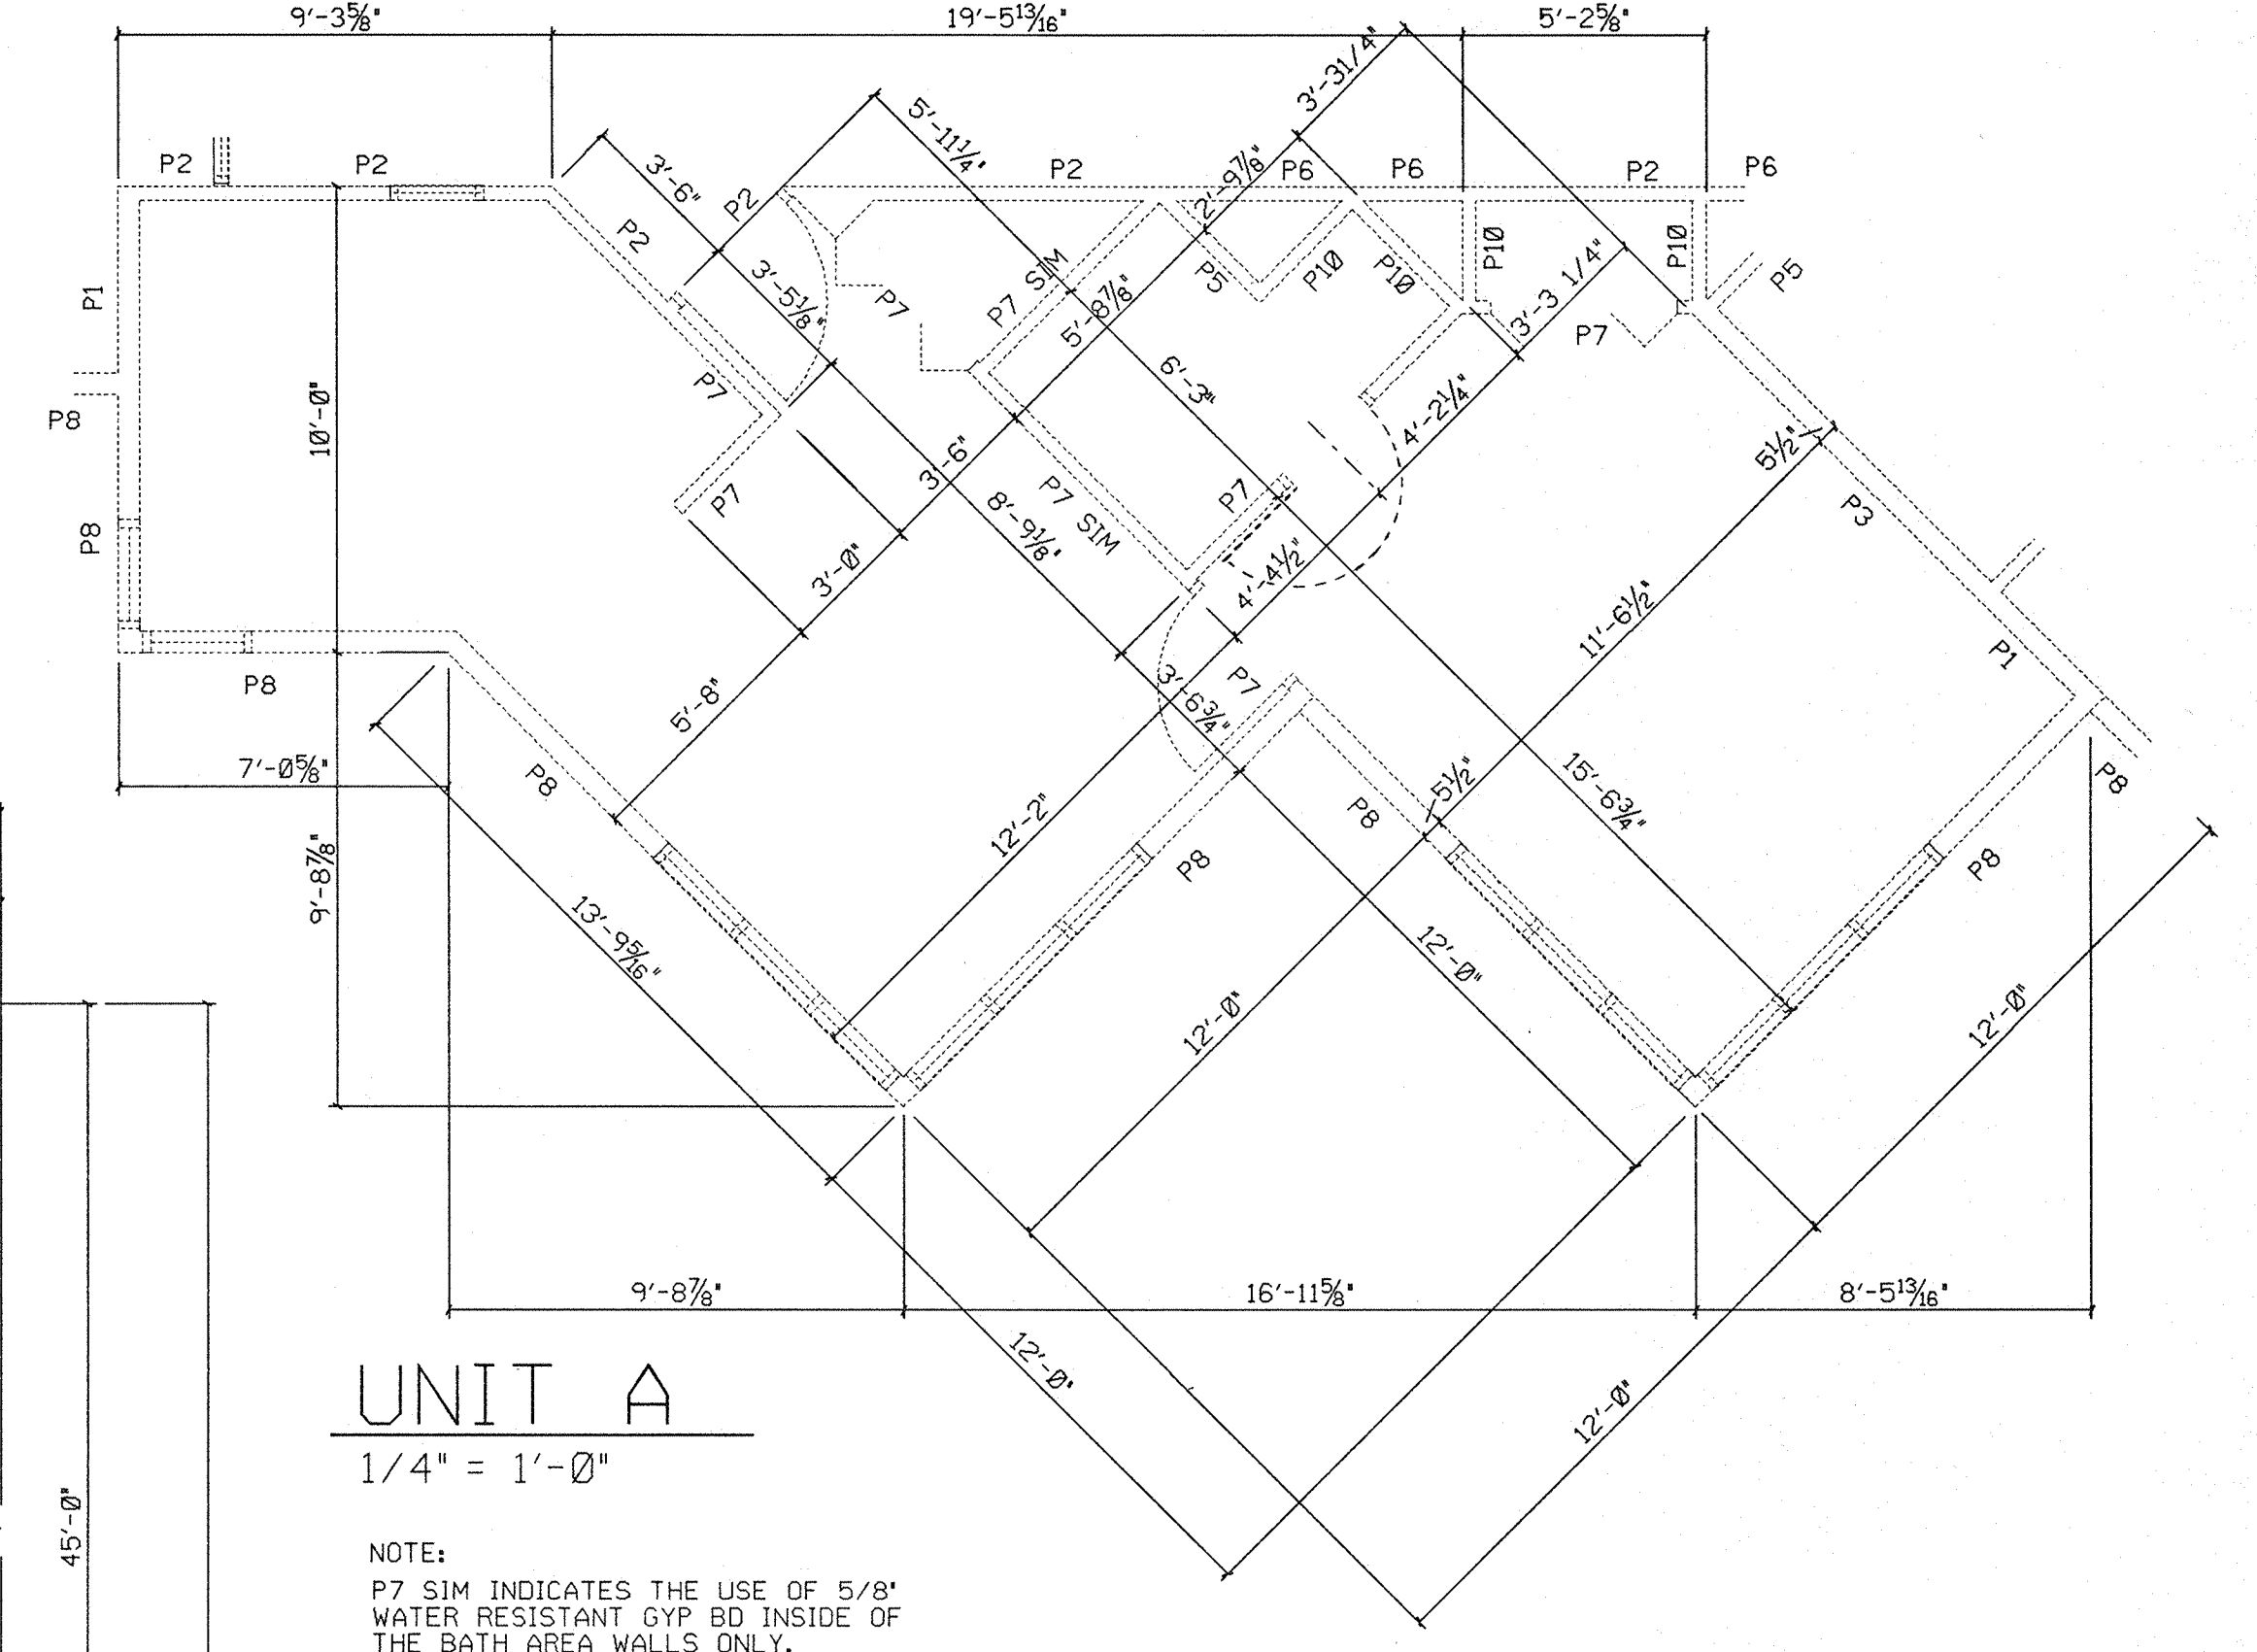 9'-3⅝" 19'-5 13/16" 5'-2⅝"
3'-31/4"
5'-11¼"
P2 P2 3'-6" P2 P2 2'-9⅞" P6 P6 P2 P6
P2 3'-5⅛" P7 P7 SIM 5'-8⅞" P5 P10 P10 P10 3'-3 1/4" P10 P5
P1 P7 P7
6'-3"
P8 10'-0" 3'-6" 4'-2¼" 5½"
P7 8'-9⅛" P7 SIM P7 P3
P8 3'-0" 4'-4½" 11'-6½"
P8 5'-8" 3'-6¾" P7 P1
7'-0⅝" P8 12'-2" P8 5½" 15'-6¾" P8
9'-8⅞" P8 P8
13'-9 5/16" 12'-0" 12'-0" 12'-0"
9'-8⅞" 16'-11⅝" 8'-5 13/16"
12'-0" 12'-0"
UNIT A
1/4" = 1'-0"
45'-0"
NOTE:
P7 SIM INDICATES THE USE OF 5/8"
WATER RESISTANT GYP BD INSIDE OF
THE BATH AREA WALLS ONLY.